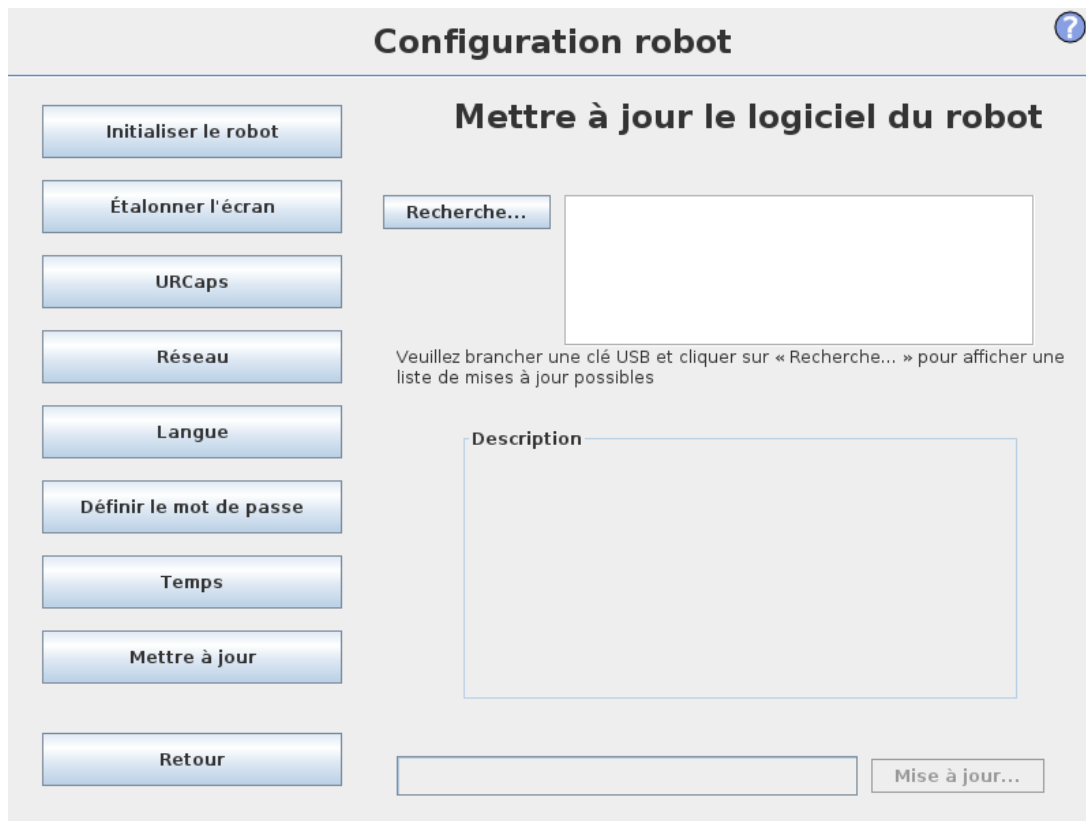 Configuration robot
?
Initialiser le robot
Étalonner l'écran
URCaps
Réseau
Langue
Définir le mot de passe
Temps
Mettre à jour
Retour
Mettre à jour le logiciel du robot
Recherche...
Veuillez brancher une clé USB et cliquer sur « Recherche... » pour afficher une
liste de mises à jour possibles
Description
Mise à jour...